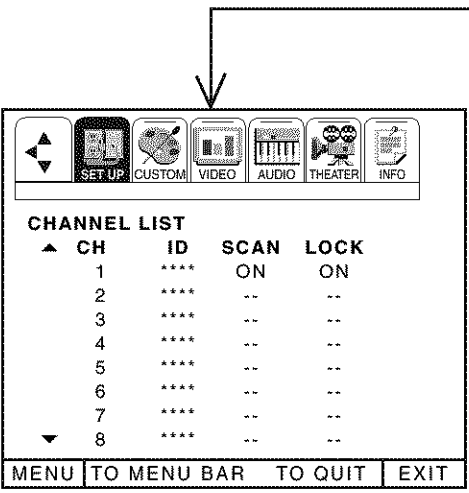 SET UP CUSTOM VIDEO AUDIO THEATER INFO
CHANNEL LIST
CH ID SCAN LOCK
1 **** ON ON
2 **** -- --
3 **** -- --
4 **** -- --
5 **** -- --
6 **** -- --
7 **** -- --
8 **** -- --
MENU TO MENU BAR TO QUIT EXIT